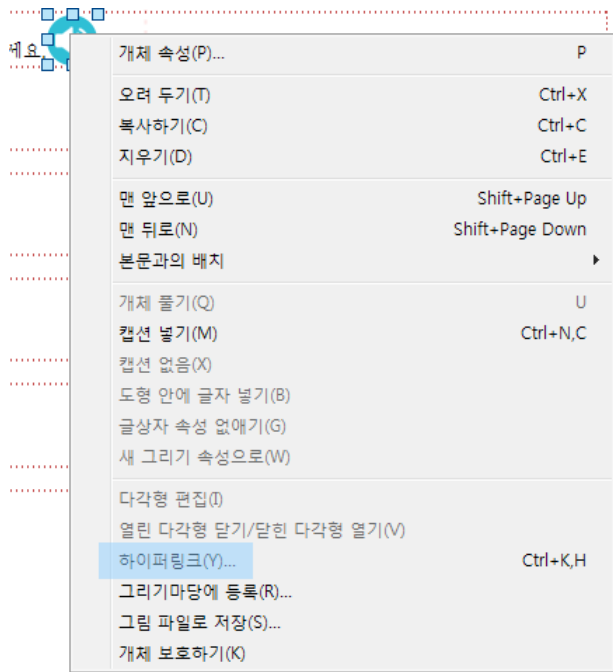 세요.
개체 속성(P)... P
오려 두기(T) Ctrl+X
복사하기(C) Ctrl+C
지우기(D) Ctrl+E
맨 앞으로(U) Shift+Page Up
맨 뒤로(N) Shift+Page Down
본문과의 배치
개체 풀기(Q) U
캡션 넣기(M) Ctrl+N,C
캡션 없음(X)
도형 안에 글자 넣기(B)
글상자 속성 없애기(G)
새 그리기 속성으로(W)
다각형 편집(I)
열린 다각형 닫기/닫힌 다각형 열기(V)
하이퍼링크(Y)... Ctrl+K,H
그리기마당에 등록(R)...
그림 파일로 저장(S)...
개체 보호하기(K)